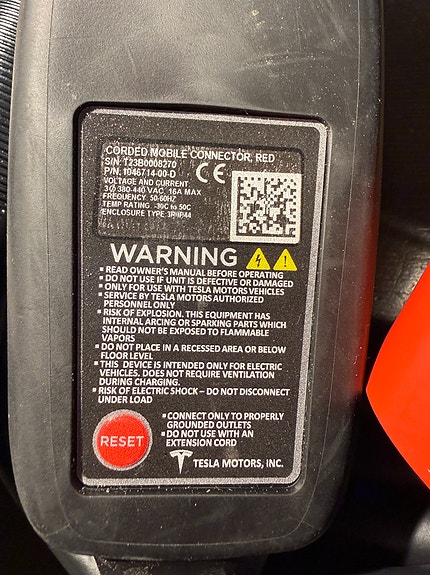 CORDED MOBILE CONNECTOR, RED
S/N: T23B0008270
P/N: 1046714-00-D
VOLTAGE AND CURRENT:
3∅ 380-440 VAC, 16A MAX
FREQUENCY: 50-60HZ
TEMP RATING: -30C to 50C
ENCLOSURE TYPE: 3R/IP44
CE
WARNING
▪ READ OWNER'S MANUAL BEFORE OPERATING
▪ DO NOT USE IF UNIT IS DEFECTIVE OR DAMAGED
▪ ONLY FOR USE WITH TESLA MOTORS VEHICLES
▪ SERVICE BY TESLA MOTORS AUTHORIZED
PERSONNEL ONLY
▪ RISK OF EXPLOSION. THIS EQUIPMENT HAS
INTERNAL ARCING OR SPARKING PARTS WHICH
SHOULD NOT BE EXPOSED TO FLAMMABLE
VAPORS
▪ DO NOT PLACE IN A RECESSED AREA OR BELOW
FLOOR LEVEL
▪ THIS DEVICE IS INTENDED ONLY FOR ELECTRIC
VEHICLES. DOES NOT REQUIRE VENTILATION
DURING CHARGING.
▪ RISK OF ELECTRIC SHOCK – DO NOT DISCONNECT
UNDER LOAD
▪ CONNECT ONLY TO PROPERLY
GROUNDED OUTLETS
▪ DO NOT USE WITH AN
EXTENSION CORD
RESET
TESLA MOTORS, INC.